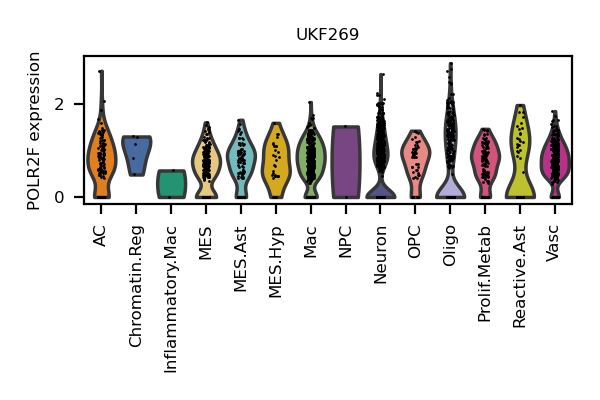 UKF269
POLR2F expression
2
0
AC
Chromatin.Reg
Inflammatory.Mac
MES
MES.Ast
MES.Hyp
Mac
NPC
Neuron
OPC
Oligo
Prolif.Metab
Reactive.Ast
Vasc